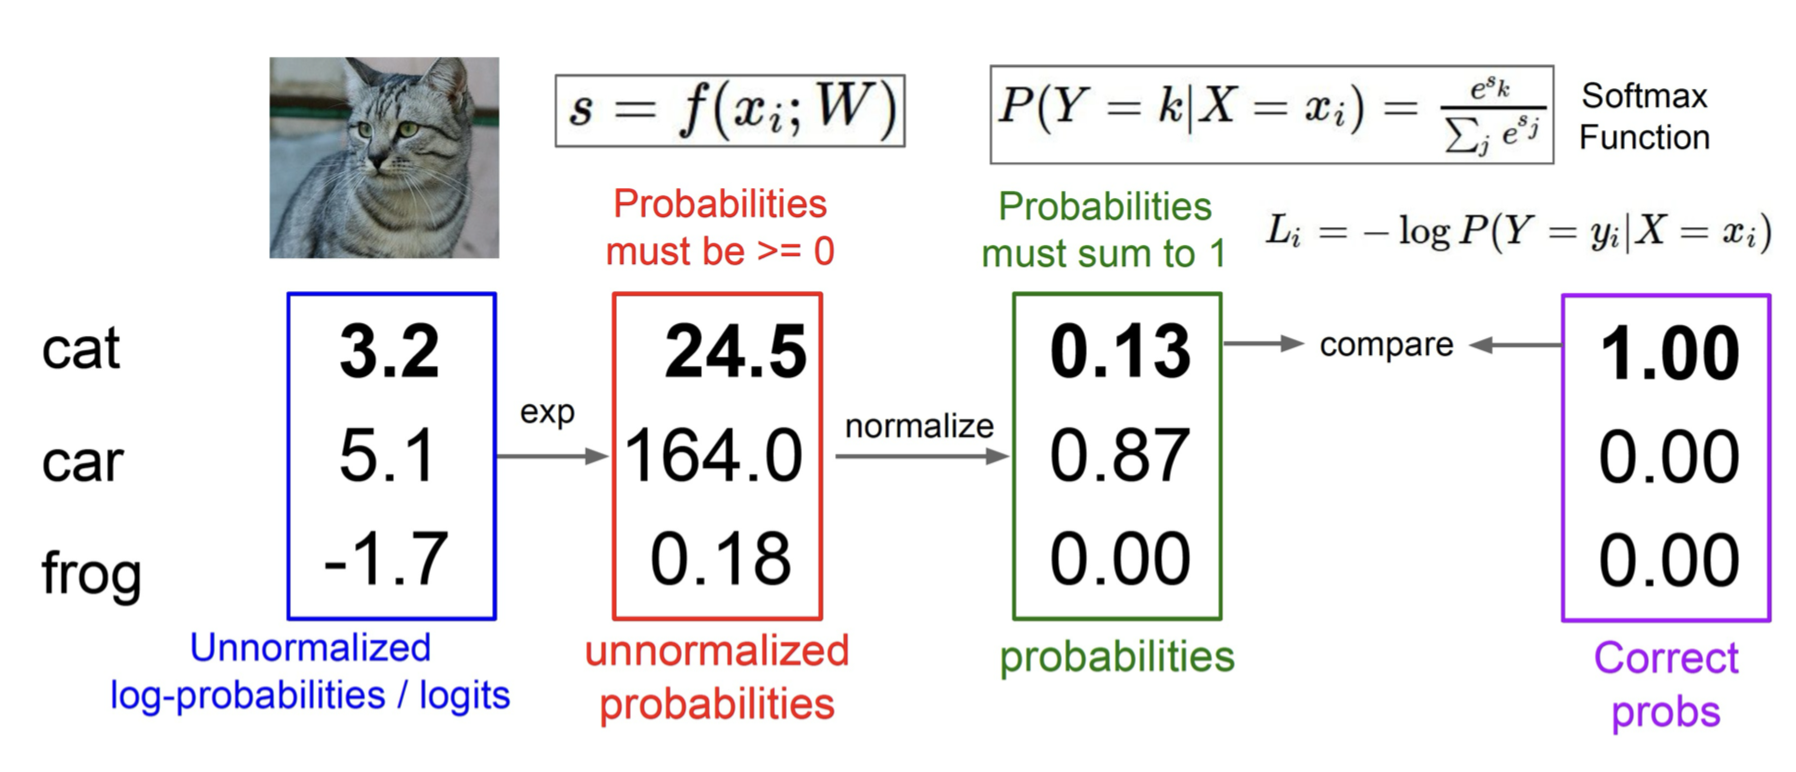 s = f(x_i; W)
P(Y = k|X = x_i) = e^{s_k} / ∑_j e^{s_j}
Softmax
Function
Probabilities
must be >= 0
Probabilities
must sum to 1
L_i = − log P(Y = y_i|X = x_i)
cat
3.2
24.5
0.13
compare
1.00
exp
normalize
car
5.1
164.0
0.87
0.00
frog
-1.7
0.18
0.00
0.00
Unnormalized
log-probabilities / logits
unnormalized
probabilities
probabilities
Correct
probs